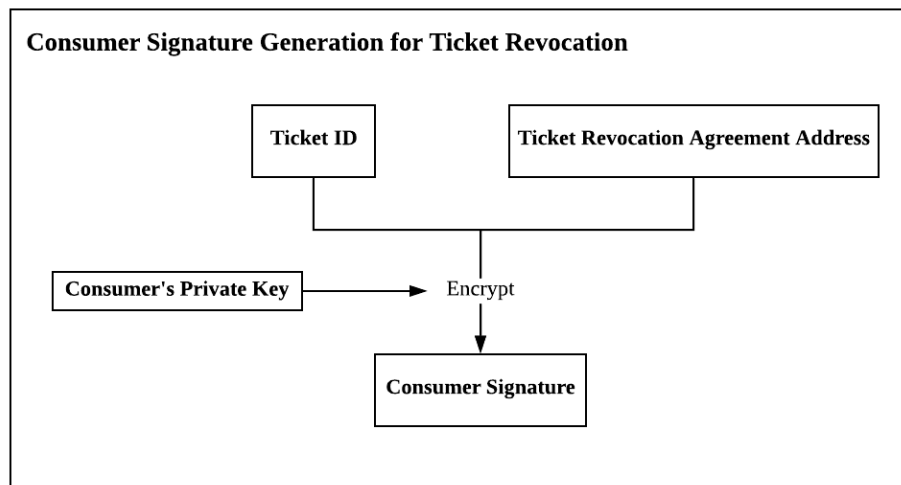 Consumer Signature Generation for Ticket Revocation
Ticket ID
Ticket Revocation Agreement Address
Consumer's Private Key
Encrypt
Consumer Signature